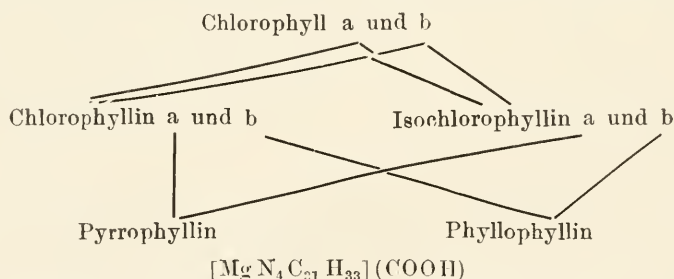 Chlorophyll a und b
Chlorophyllin a und b Isochlorophyllin a und b
Pyrrophyllin Phyllophyllin
[Mg N₄ C₃₁ H₃₃] (COOH)